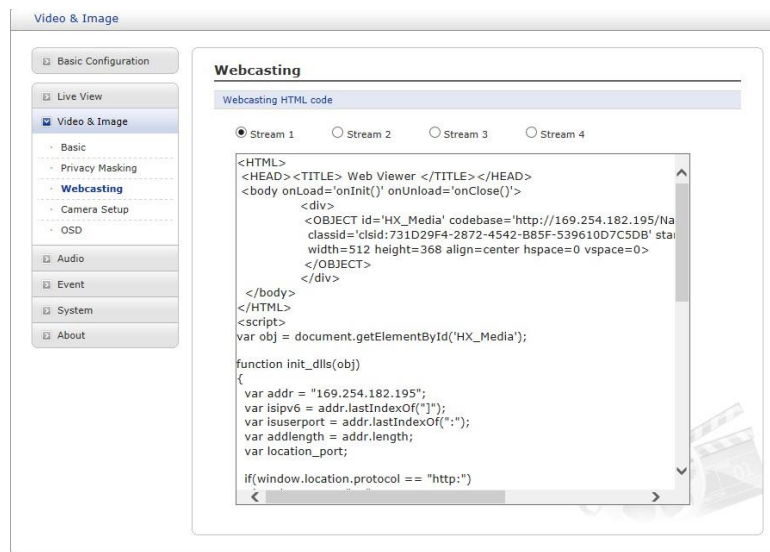 Video & Image
Basic Configuration
Live View
Video & Image
Basic
Privacy Masking
Webcasting
Camera Setup
OSD
Audio
Event
System
About
Webcasting
Webcasting HTML code
Stream 1 Stream 2 Stream 3 Stream 4
<HTML>
<HEAD><TITLE> Web Viewer </TITLE></HEAD>
<body onLoad='onInit()' onUnload='onClose()'>
<div>
<OBJECT id='HX_Media' codebase='http://169.254.182.195/Na
classid='clsid:731D29F4-2872-4542-B85F-539610D7C5DB' sta
width=512 height=368 align=center hspace=0 vspace=0>
</OBJECT>
</div>
</body>
</HTML>
<script>
var obj = document.getElementById('HX_Media');
function init_dlls(obj)
{
var addr = "169.254.182.195";
var isipv6 = addr.lastIndexOf("]");
var isuserport = addr.lastIndexOf(":");
var addlength = addr.length;
var location_port;
if(window.location.protocol == "http:")